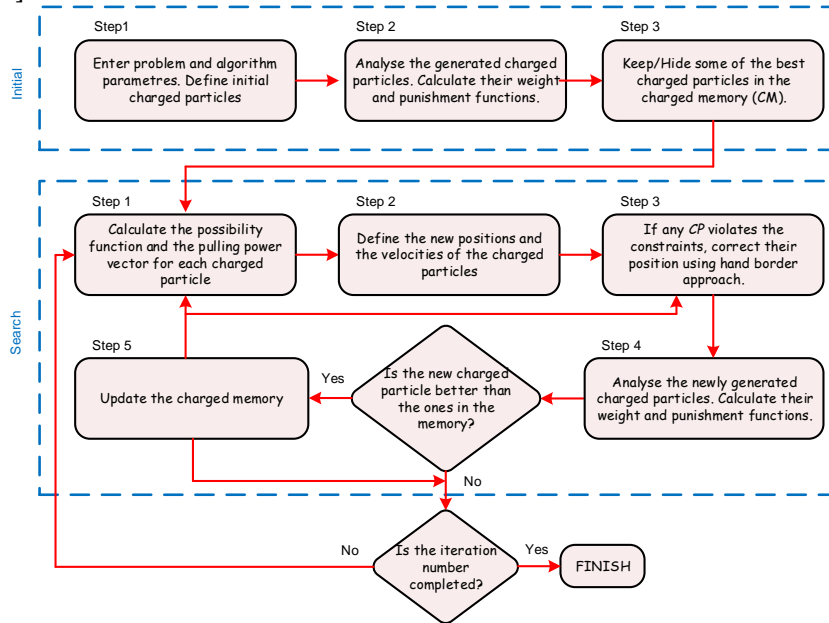 Initial
Step1
Enter problem and algorithm
parametres. Define initial
charged particles
Step 2
Analyse the generated charged
particles. Calculate their weight
and punishment functions.
Step 3
Keep/Hide some of the best
charged particles in the
charged memory (CM).
Search
Step 1
Calculate the possibility
function and the pulling power
vector for each charged
particle
Step 2
Define the new positions and
the velocities of the charged
particles
Step 3
If any CP violates the
constraints, correct their
position using hand border
approach.
Step 4
Analyse the newly generated
charged particles. Calculate their
weight and punishment functions.
Is the new charged
particle better than
the ones in the
memory?
Yes
Step 5
Update the charged memory
No
Is the iteration
number
completed?
No
Yes
FINISH